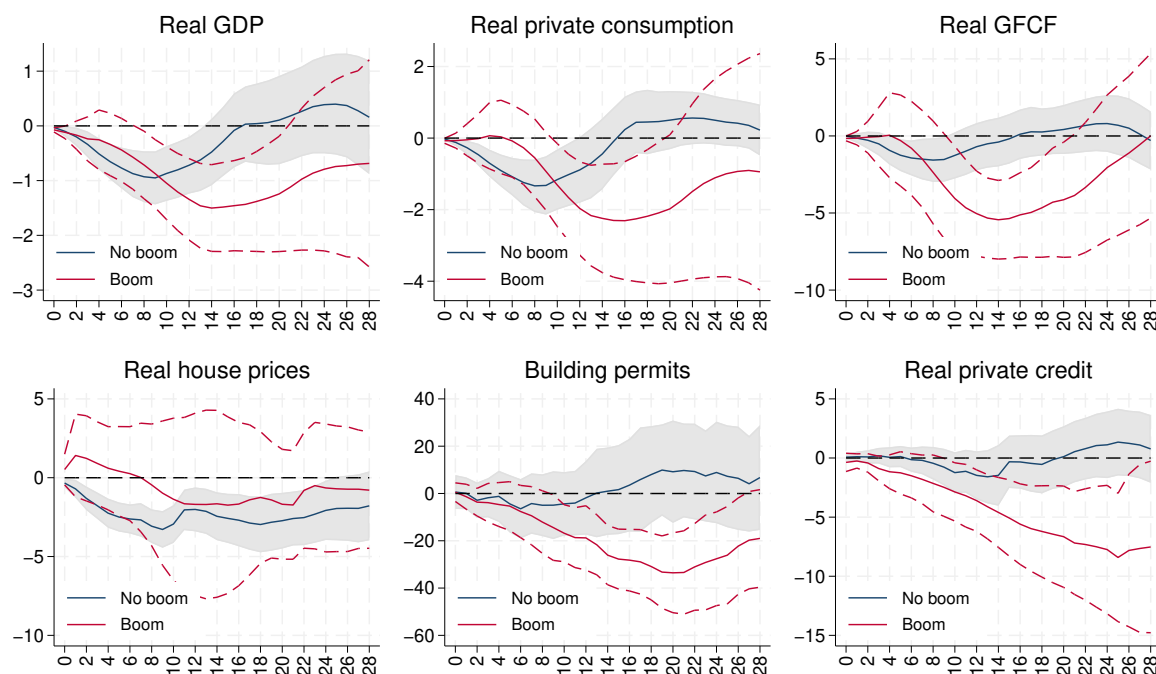 Real GDP
1
0
−1
−2
−3
No boom
Boom
0 2 4 6 8 10 12 14 16 18 20 22 24 26 28
Real private consumption
2
0
−2
−4
No boom
Boom
0 2 4 6 8 10 12 14 16 18 20 22 24 26 28
Real GFCF
5
0
−5
−10
No boom
Boom
0 2 4 6 8 10 12 14 16 18 20 22 24 26 28
Real house prices
5
0
−5
−10
No boom
Boom
0 2 4 6 8 10 12 14 16 18 20 22 24 26 28
Building permits
40
20
0
−20
−40
−60
No boom
Boom
0 2 4 6 8 10 12 14 16 18 20 22 24 26 28
Real private credit
5
0
−5
−10
−15
No boom
Boom
0 2 4 6 8 10 12 14 16 18 20 22 24 26 28